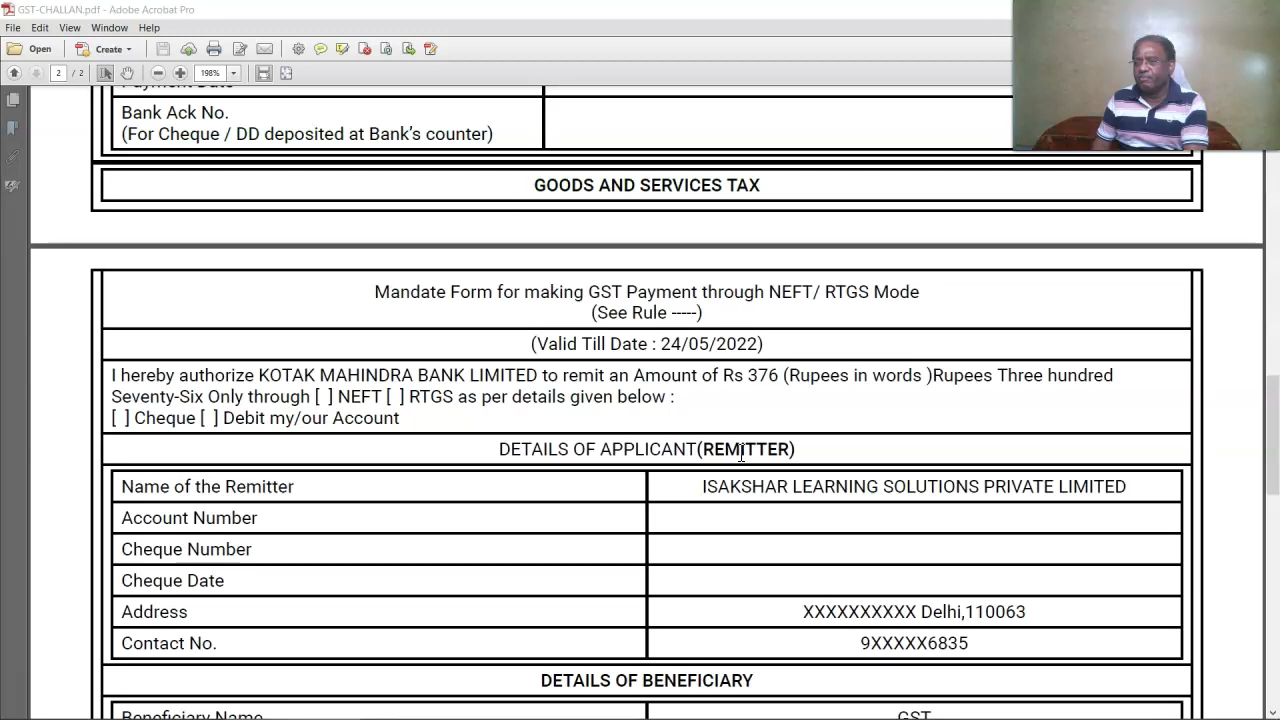 GST-CHALLAN.pdf - Adobe Acrobat Pro
File Edit View Window Help
Open Create
2 / 2 198%
Payment Date
Bank Ack No.
(For Cheque / DD deposited at Bank's counter)
GOODS AND SERVICES TAX
Mandate Form for making GST Payment through NEFT/ RTGS Mode
(See Rule -----)
(Valid Till Date : 24/05/2022)
I hereby authorize KOTAK MAHINDRA BANK LIMITED to remit an Amount of Rs 376 (Rupees in words )Rupees Three hundred
Seventy-Six Only through [ ] NEFT [ ] RTGS as per details given below :
[ ] Cheque [ ] Debit my/our Account
DETAILS OF APPLICANT(REMITTER)
Name of the Remitter ISAKSHAR LEARNING SOLUTIONS PRIVATE LIMITED
Account Number
Cheque Number
Cheque Date
Address XXXXXXXXXX Delhi,110063
Contact No. 9XXXXX6835
DETAILS OF BENEFICIARY
Beneficiary Name GST